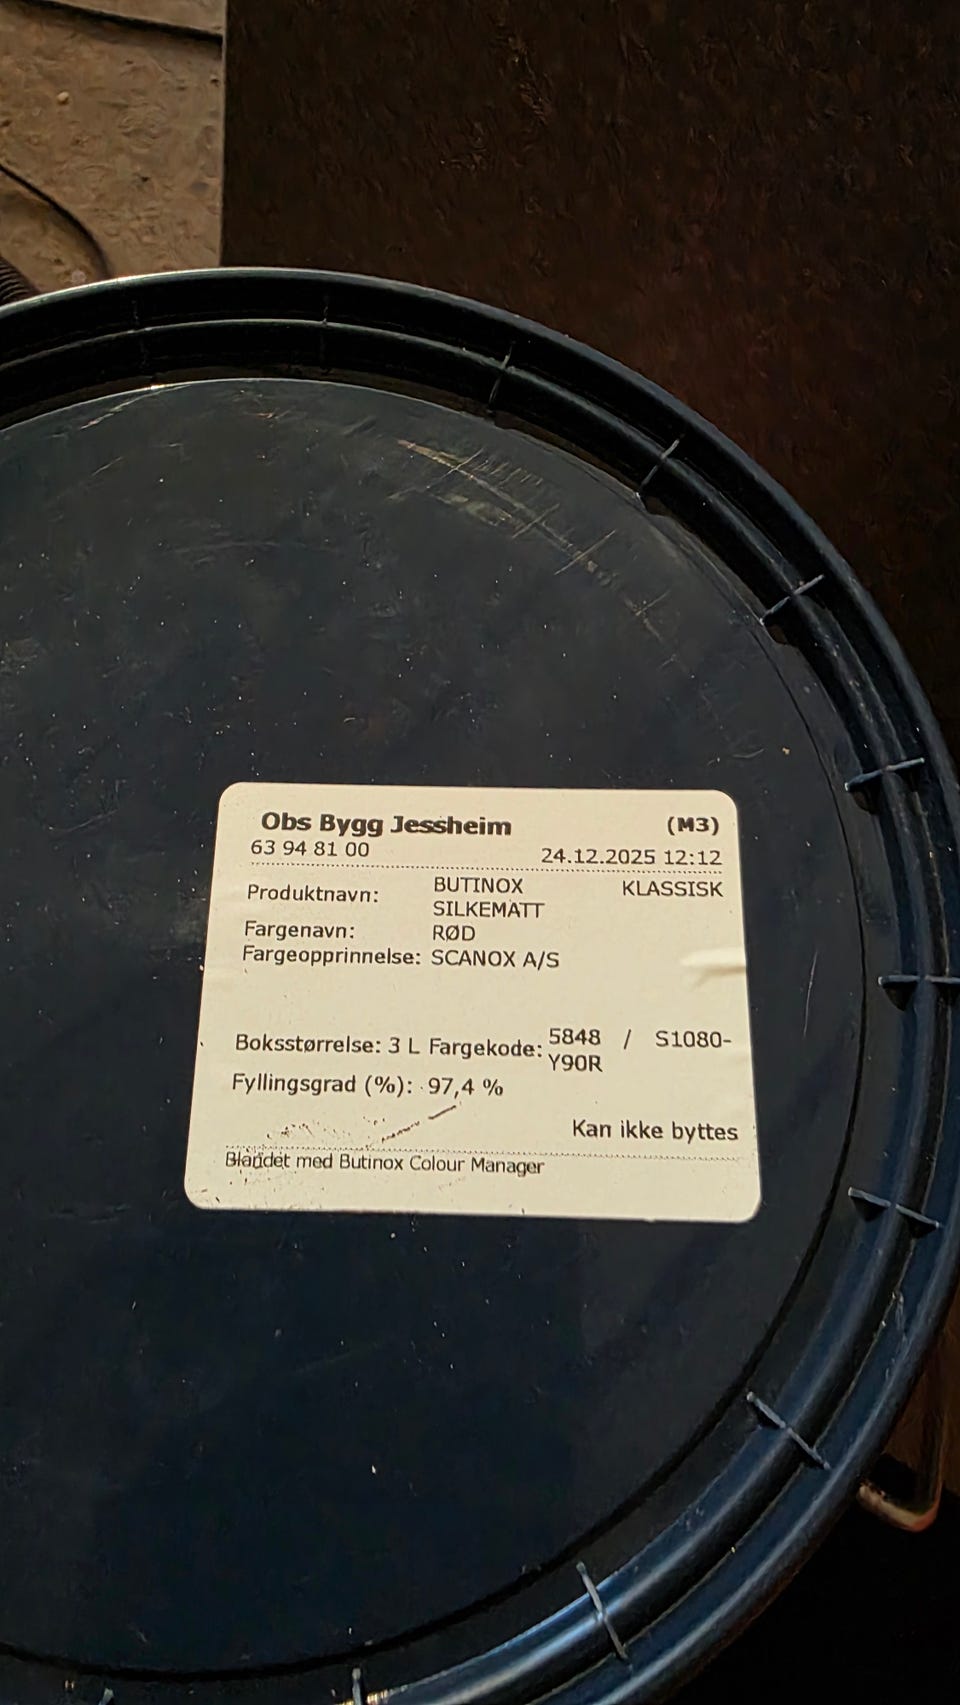 Obs Bygg Jessheim (M3)
63 94 81 00 24.12.2025 12:12
Produktnavn: BUTINOX KLASSISK
SILKEMATT
Fargenavn: RØD
Fargeopprinnelse: SCANOX A/S
Boksstørrelse: 3 L Fargekode: 5848 / S1080-
Y90R
Fyllingsgrad (%): 97,4 %
Kan ikke byttes
Blandet med Butinox Colour Manager